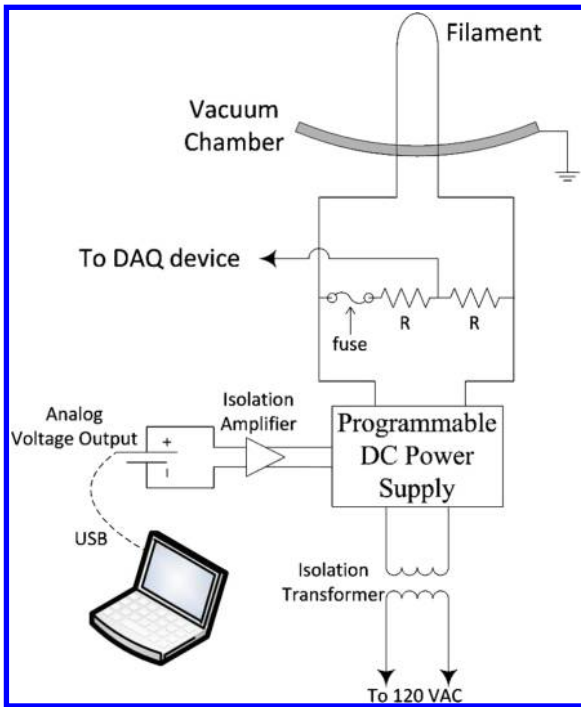 Filament
Vacuum
Chamber
To DAQ device
R
R
fuse
Isolation
Amplifier
Analog
Voltage Output
+
-
Programmable
DC Power
Supply
USB
Isolation
Transformer
To 120 VAC